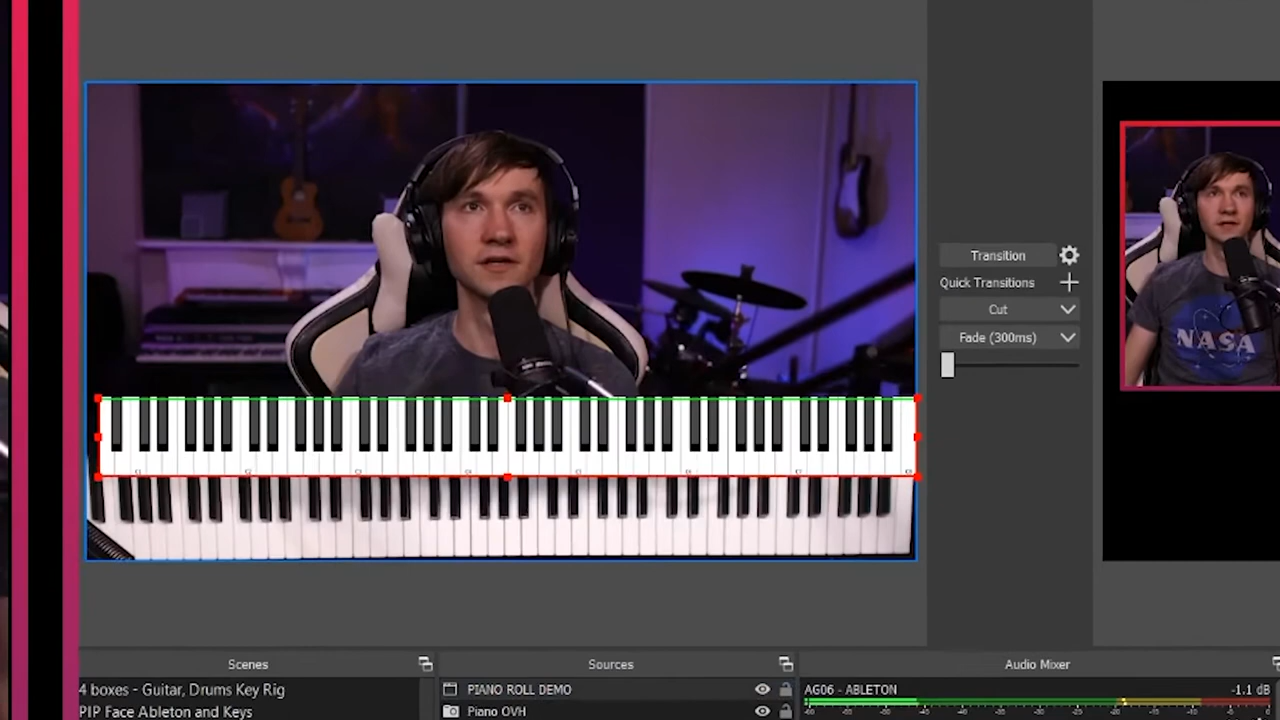 Transition
Quick Transitions
Cut
Fade (300ms)
NASA
Scenes
Sources
Audio Mixer
4 boxes - Guitar, Drums Key Rig
PIANO ROLL DEMO
AG06 - ABLETON
-1.1 dB
PIP Face Ableton and Keys
Piano OVH